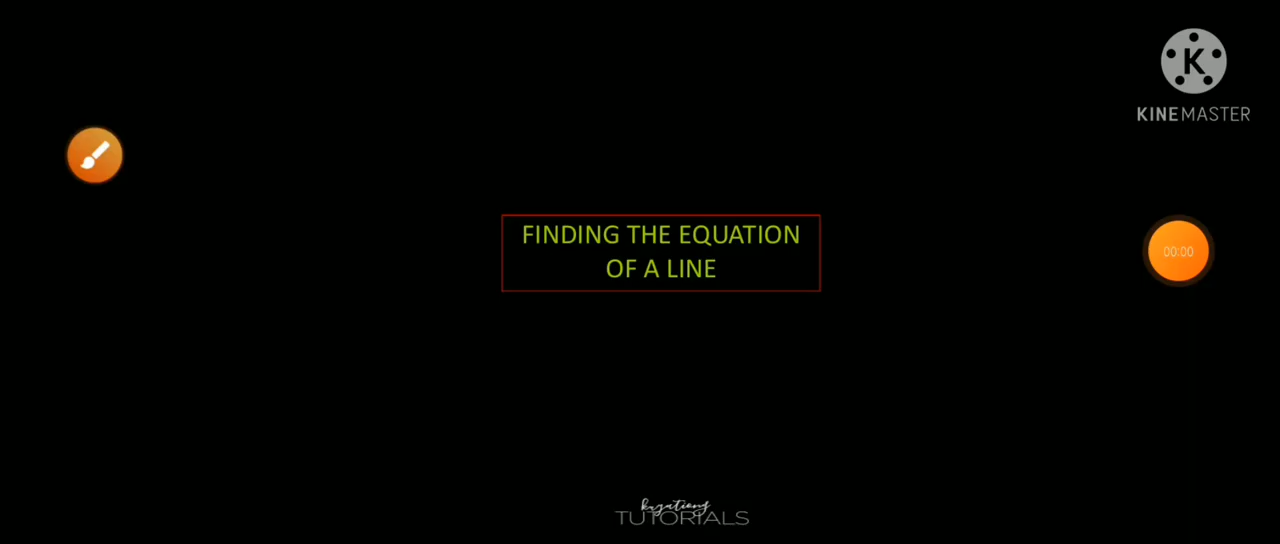 KINEMASTER
FINDING THE EQUATION
OF A LINE
00:00
TUTORIALS